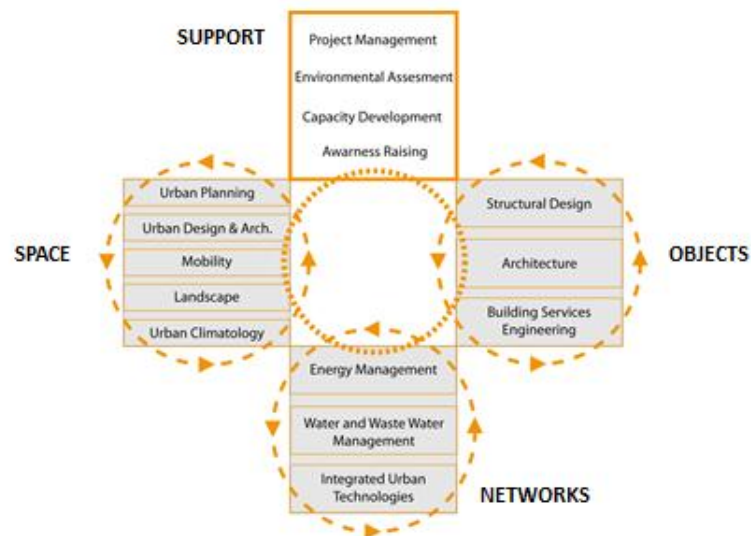 SUPPORT
Project Management
Environmental Assesment
Capacity Development
Awarness Raising
SPACE
Urban Planning
Urban Design & Arch.
Mobility
Landscape
Urban Climatology
Structural Design
Architecture
Building Services
Engineering
OBJECTS
Energy Management
Water and Waste Water
Management
Integrated Urban
Technologies
NETWORKS